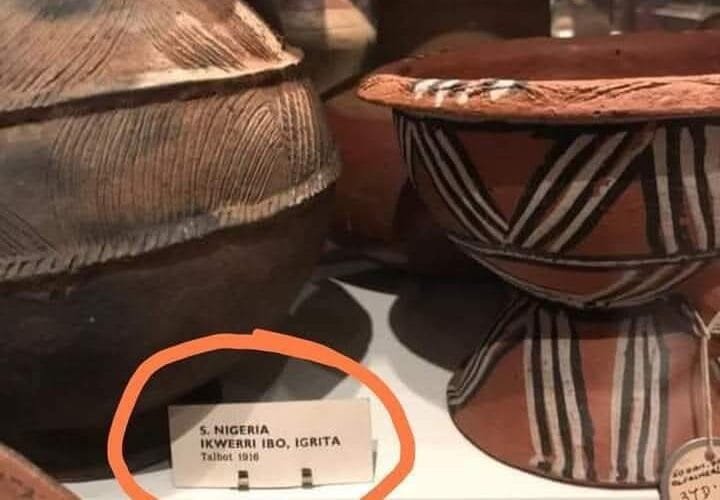 S. NIGERIA
IKWERRI IBO, IGRITA
Talbot 1916